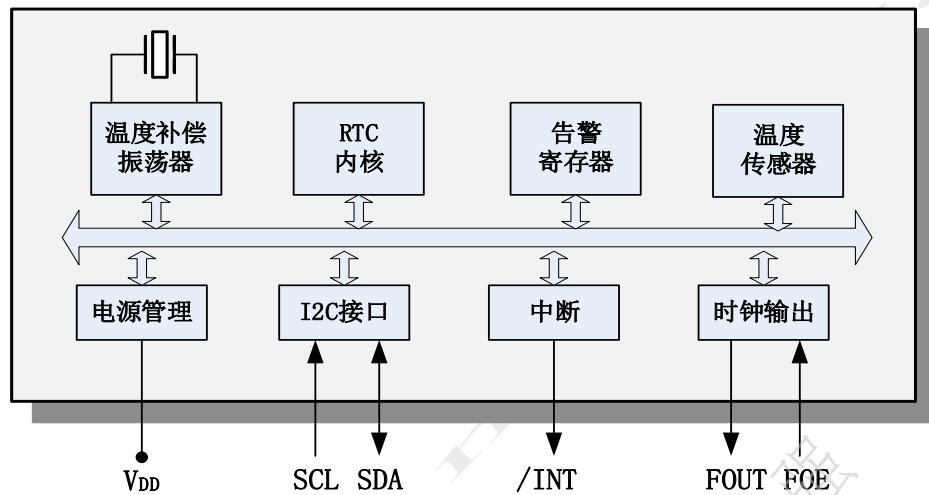 温度补偿
振荡器
RTC
内核
告警
寄存器
温度
传感器
电源管理
I2C接口
中断
时钟输出
VDD
SCL
SDA
/INT
FOUT
FOE